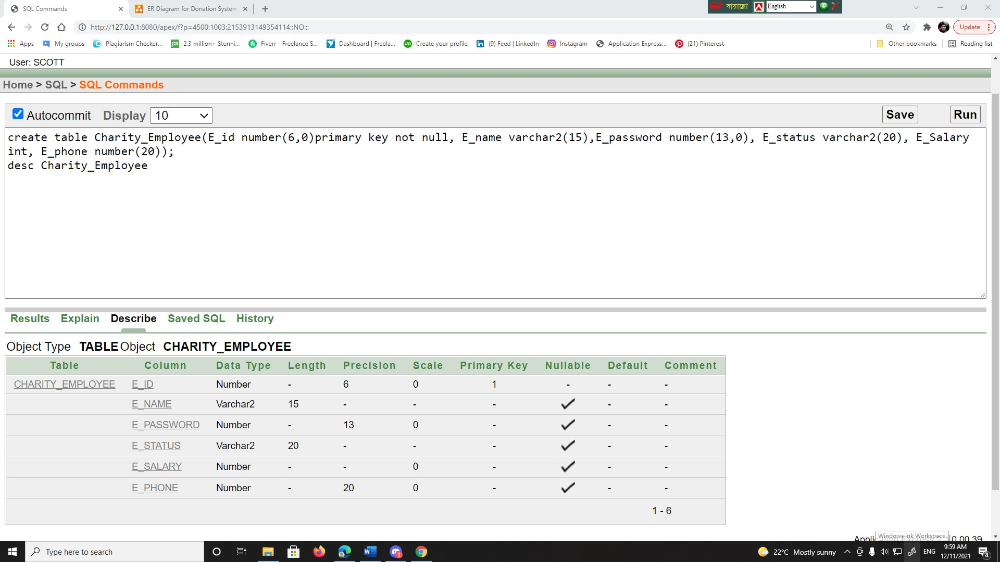 SQL Commands
ER Diagram for Donation System
বায়ান্নো English
http://127.0.0.1:8080/apex/f?p=4500:1003:2153913149354114::NO:::
Update
Apps My groups Plagiarism Checker... 2.3 million+ Stunni... Fiverr - Freelance S... Dashboard | Freela... Create your profile (9) Feed | LinkedIn Instagram Application Express... (21) Pinterest Other bookmarks Reading list
User: SCOTT
Home > SQL > SQL Commands
Autocommit Display 10 Save Run
create table Charity_Employee(E_id number(6,0)primary key not null, E_name varchar2(15),E_password number(13,0), E_status varchar2(20), E_Salary
int, E_phone number(20));
desc Charity_Employee
Results Explain Describe Saved SQL History
Object Type TABLE Object CHARITY_EMPLOYEE
Table Column Data Type Length Precision Scale Primary Key Nullable Default Comment
CHARITY_EMPLOYEE E_ID Number - 6 0 1 - - -
E_NAME Varchar2 15 - - - - -
E_PASSWORD Number - 13 0 - - -
E_STATUS Varchar2 20 - - - - -
E_SALARY Number - - 0 - - -
E_PHONE Number - 20 0 - - -
1 - 6
Windows Ink Workspace
Type here to search
22°C Mostly sunny ENG 9:59 AM
12/11/2021 4